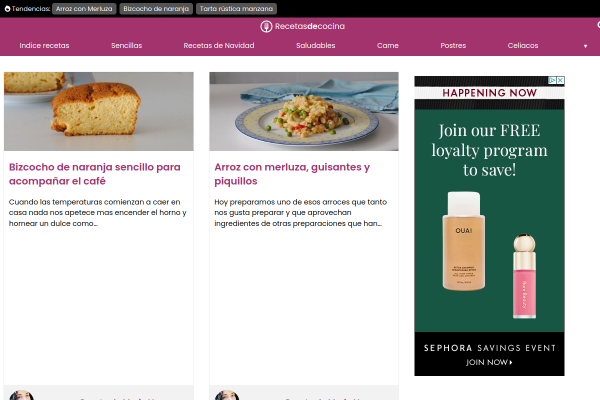 Tendencias: Arroz con Merluza Bizcocho de naranja Tarta rústica manzana
Recetasdecocina
Indice recetas Sencillas Recetas de Navidad Saludables Carne Postres Celiacos
Bizcocho de naranja sencillo para
acompañar el café
Cuando las temperaturas comienzan a caer en
casa nada nos apetece mas encender el horno y
hornear un dulce como...
Arroz con merluza, guisantes y
piquillos
Hoy preparamos uno de esos arroces que tanto
nos gusta preparar y que aprovechan
ingredientes de otras preparaciones que han...
HAPPENING NOW
Join our FREE
loyalty program
to save!
OUAI
Rare Beauty
SEPHORA SAVINGS EVENT
JOIN NOW